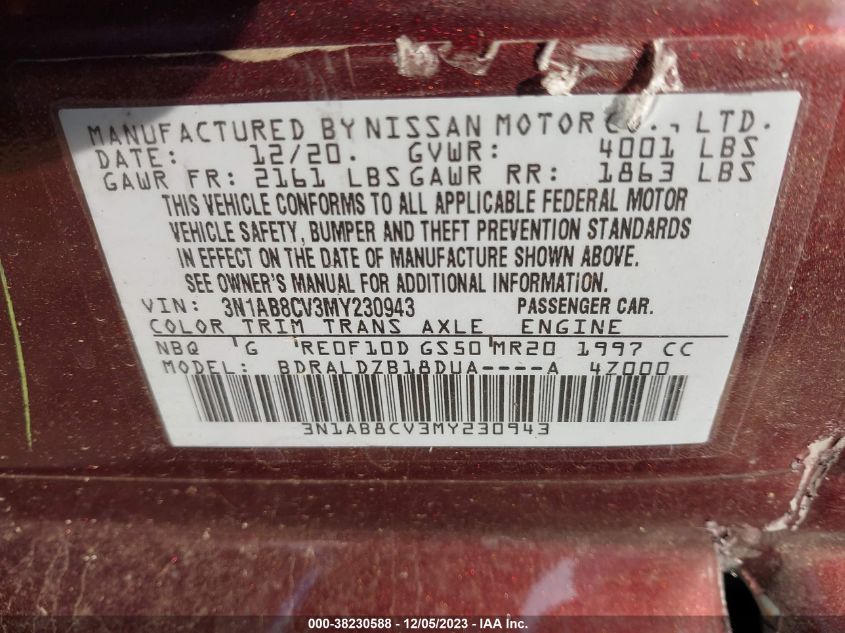 MANUFACTURED BY NISSAN MOTOR CO., LTD.
DATE: 12/20. GVWR: 4001 LBS
GAWR FR: 2161 LBS GAWR RR: 1863 LBS
THIS VEHICLE CONFORMS TO ALL APPLICABLE FEDERAL MOTOR
VEHICLE SAFETY, BUMPER AND THEFT PREVENTION STANDARDS
IN EFFECT ON THE DATE OF MANUFACTURE SHOWN ABOVE.
SEE OWNER'S MANUAL FOR ADDITIONAL INFORMATION.
VIN: 3N1AB8CV3MY230943 PASSENGER CAR.
COLOR TRIM TRANS AXLE ENGINE
NBQ 'G 'RE0F10D GS50'MR20 1997 CC
MODEL: BDRALDZB18DUA----A 4Z000
3N1AB8CV3MY230943
000-38230588 - 12/05/2023 - IAA Inc.